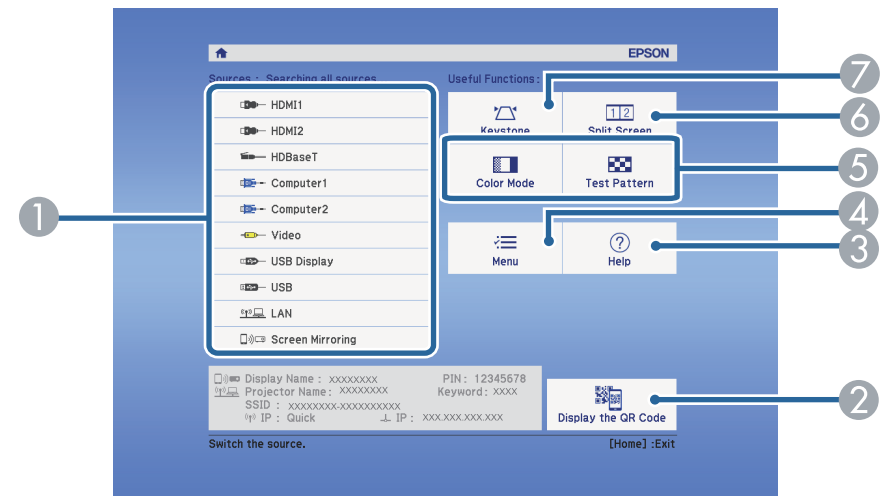 EPSON
Sources : Searching all sources
Useful Functions:
HDMI1
HDMI2
HDBaseT
Computer1
Computer2
Video
USB Display
USB
LAN
Screen Mirroring
Keystone
1 2
Split Screen
Color Mode
Test Pattern
Menu
?
Help
Display Name : XXXXXXXX
PIN : 12345678
Projector Name : XXXXXXXX
Keyword : XXXX
SSID : XXXXXXXX-XXXXXXXXXX
IP : Quick
IP : XXX.XXX.XXX.XXX
Display the QR Code
Switch the source.
[Home] :Exit
1
7
6
5
4
3
2